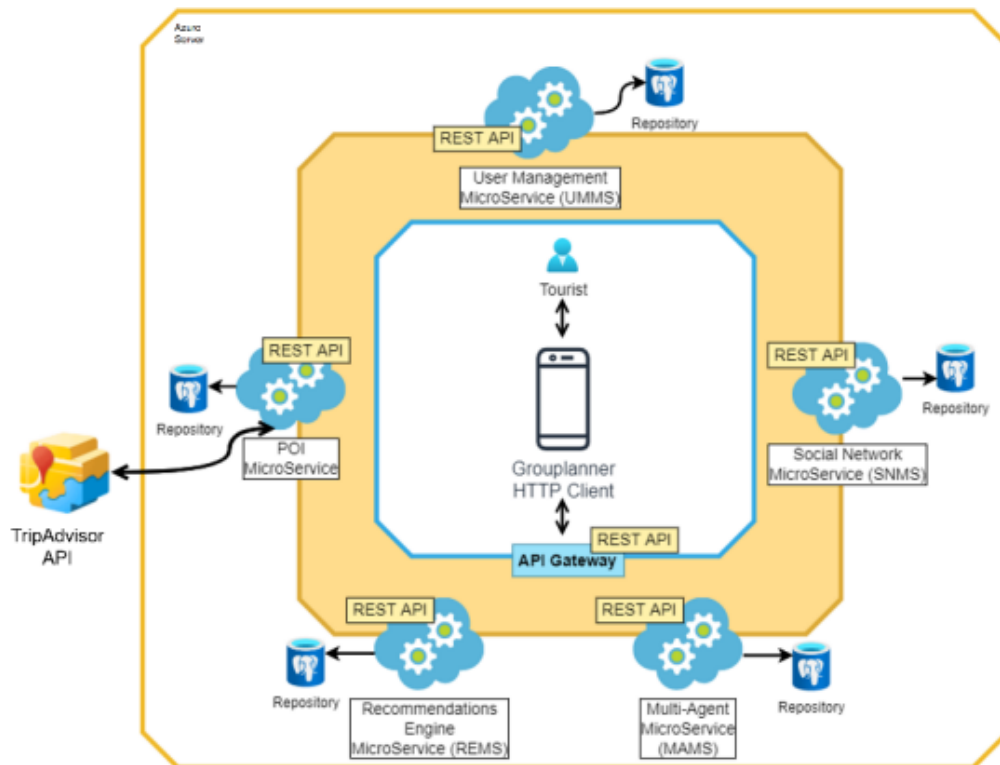 Azure
Server
Repository
REST API
User Management
MicroService (UMMS)
Tourist
REST API
Repository
POI
MicroService
REST API
Repository
Social Network
MicroService (SNMS)
Grouplanner
HTTP Client
TripAdvisor
API
REST API
API Gateway
REST API
Repository
Recommendations
Engine
MicroService (REMS)
REST API
Repository
Multi-Agent
MicroService
(MAMS)